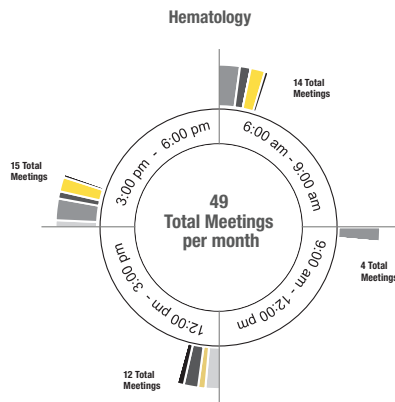 Hematology
14 Total
Meetings
6:00 am - 9:00 am
3:00 pm - 6:00 pm
15 Total
Meetings
49
Total Meetings
per month
9:00 am - 12:00 pm
4 Total
Meetings
12:00 pm - 3:00 pm
12 Total
Meetings